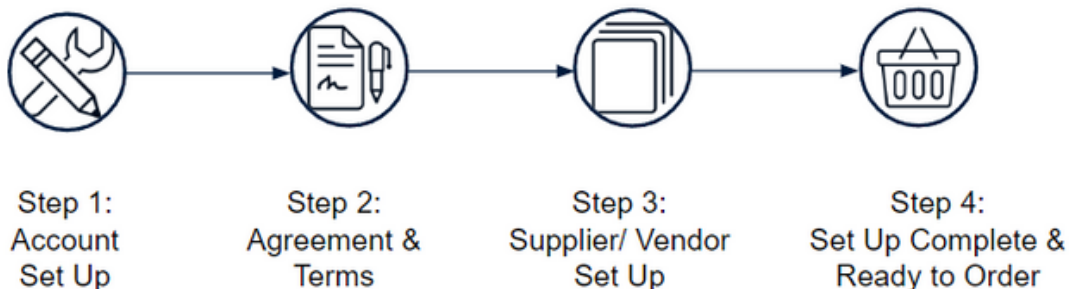 Step 1:
Account
Set Up
Step 2:
Agreement &
Terms
Step 3:
Supplier/ Vendor
Set Up
Step 4:
Set Up Complete &
Ready to Order